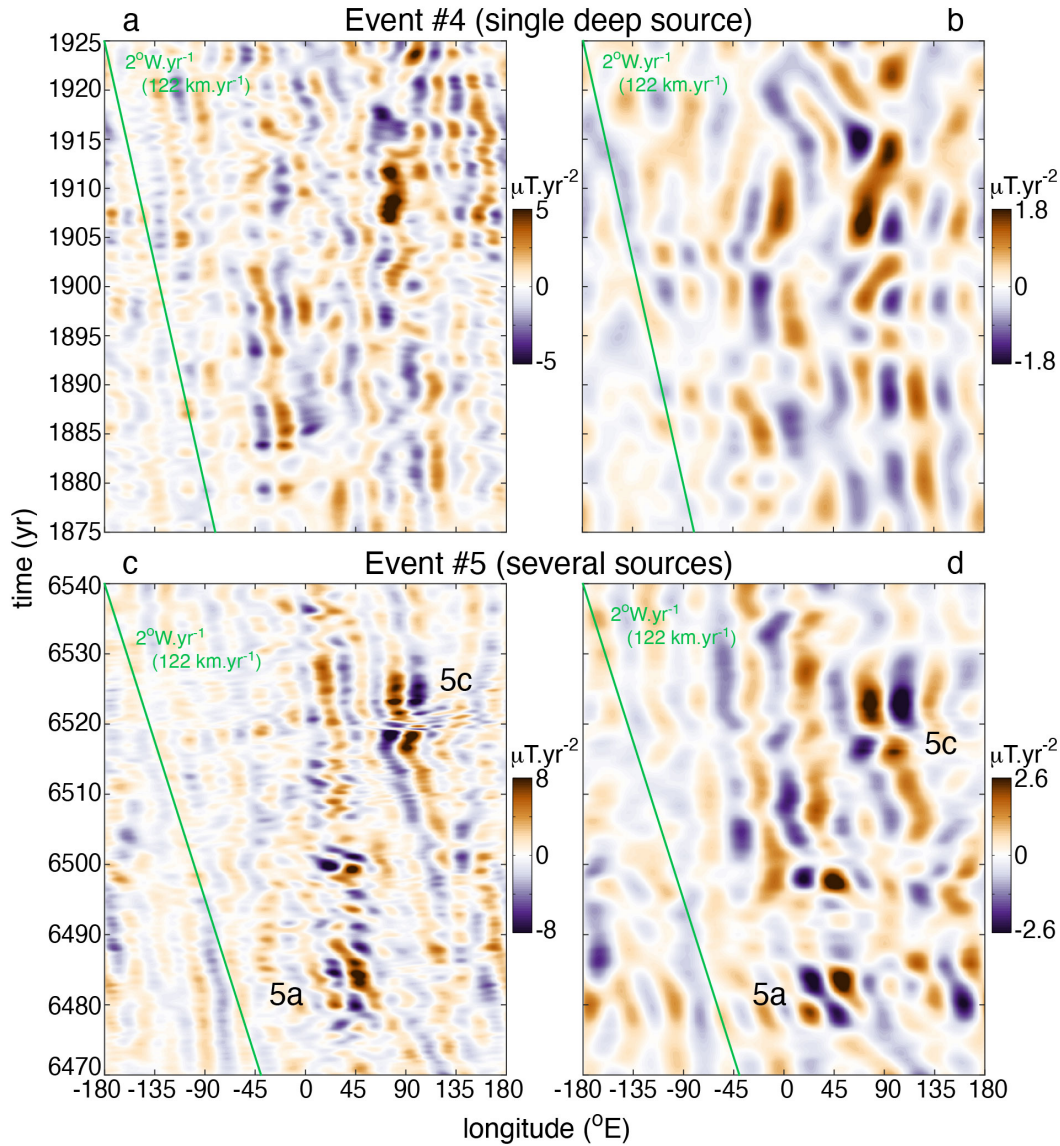 Event #4 (single deep source)
a
b
1925
1920
1915
1910
1905
1900
1895
1890
1885
1880
1875
2°W.yr⁻¹
(122 km.yr⁻¹)
µT.yr⁻²
5
0
-5
2°W.yr⁻¹
(122 km.yr⁻¹)
µT.yr⁻²
1.8
0
-1.8
time (yr)
Event #5 (several sources)
c
d
6540
6530
6520
6510
6500
6490
6480
6470
2°W.yr⁻¹
(122 km.yr⁻¹)
5c
5a
µT.yr⁻²
8
0
-8
2°W.yr⁻¹
(122 km.yr⁻¹)
5c
5a
µT.yr⁻²
2.6
0
-2.6
-180 -135 -90 -45 0 45 90 135 180
-180 -135 -90 -45 0 45 90 135 180
longitude (°E)